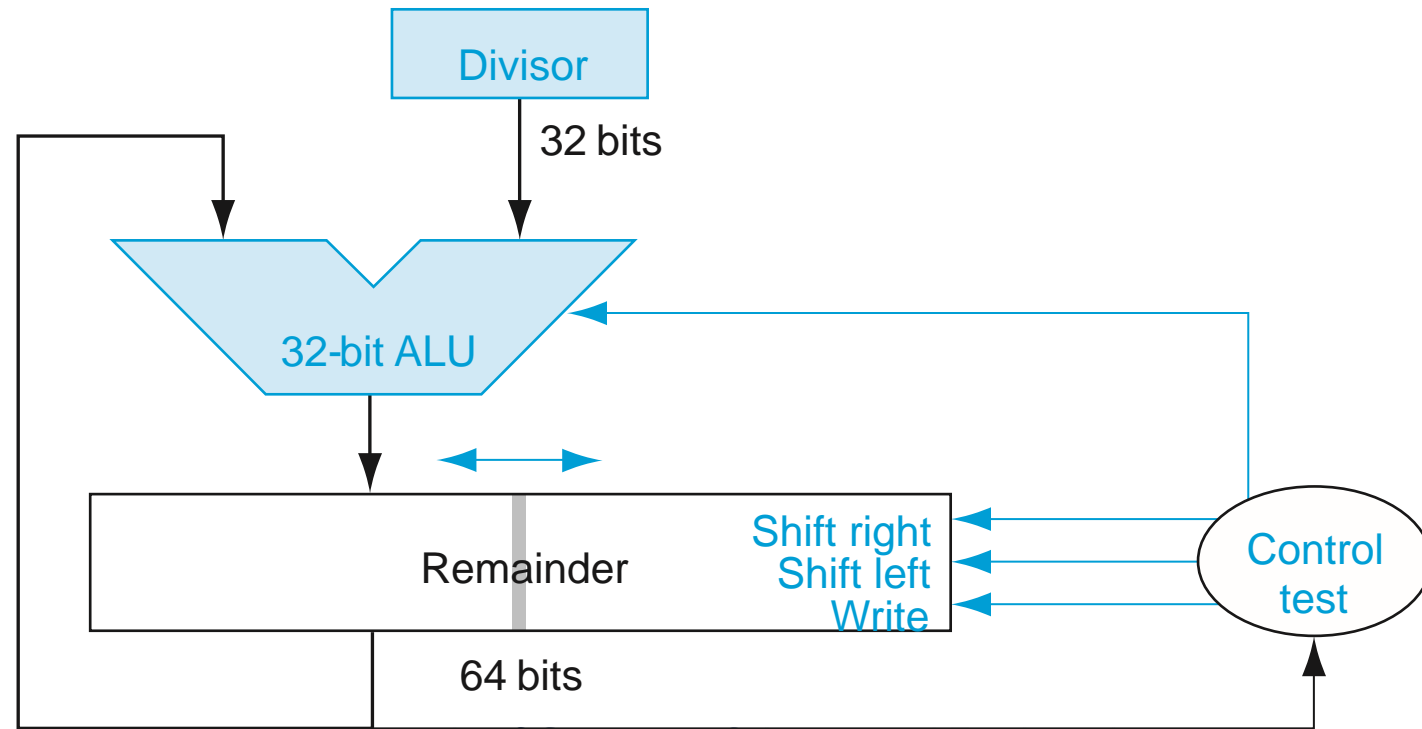 Divisor
32 bits
32-bit ALU
Remainder
Shift right
Shift left
Write
Control
test
64 bits